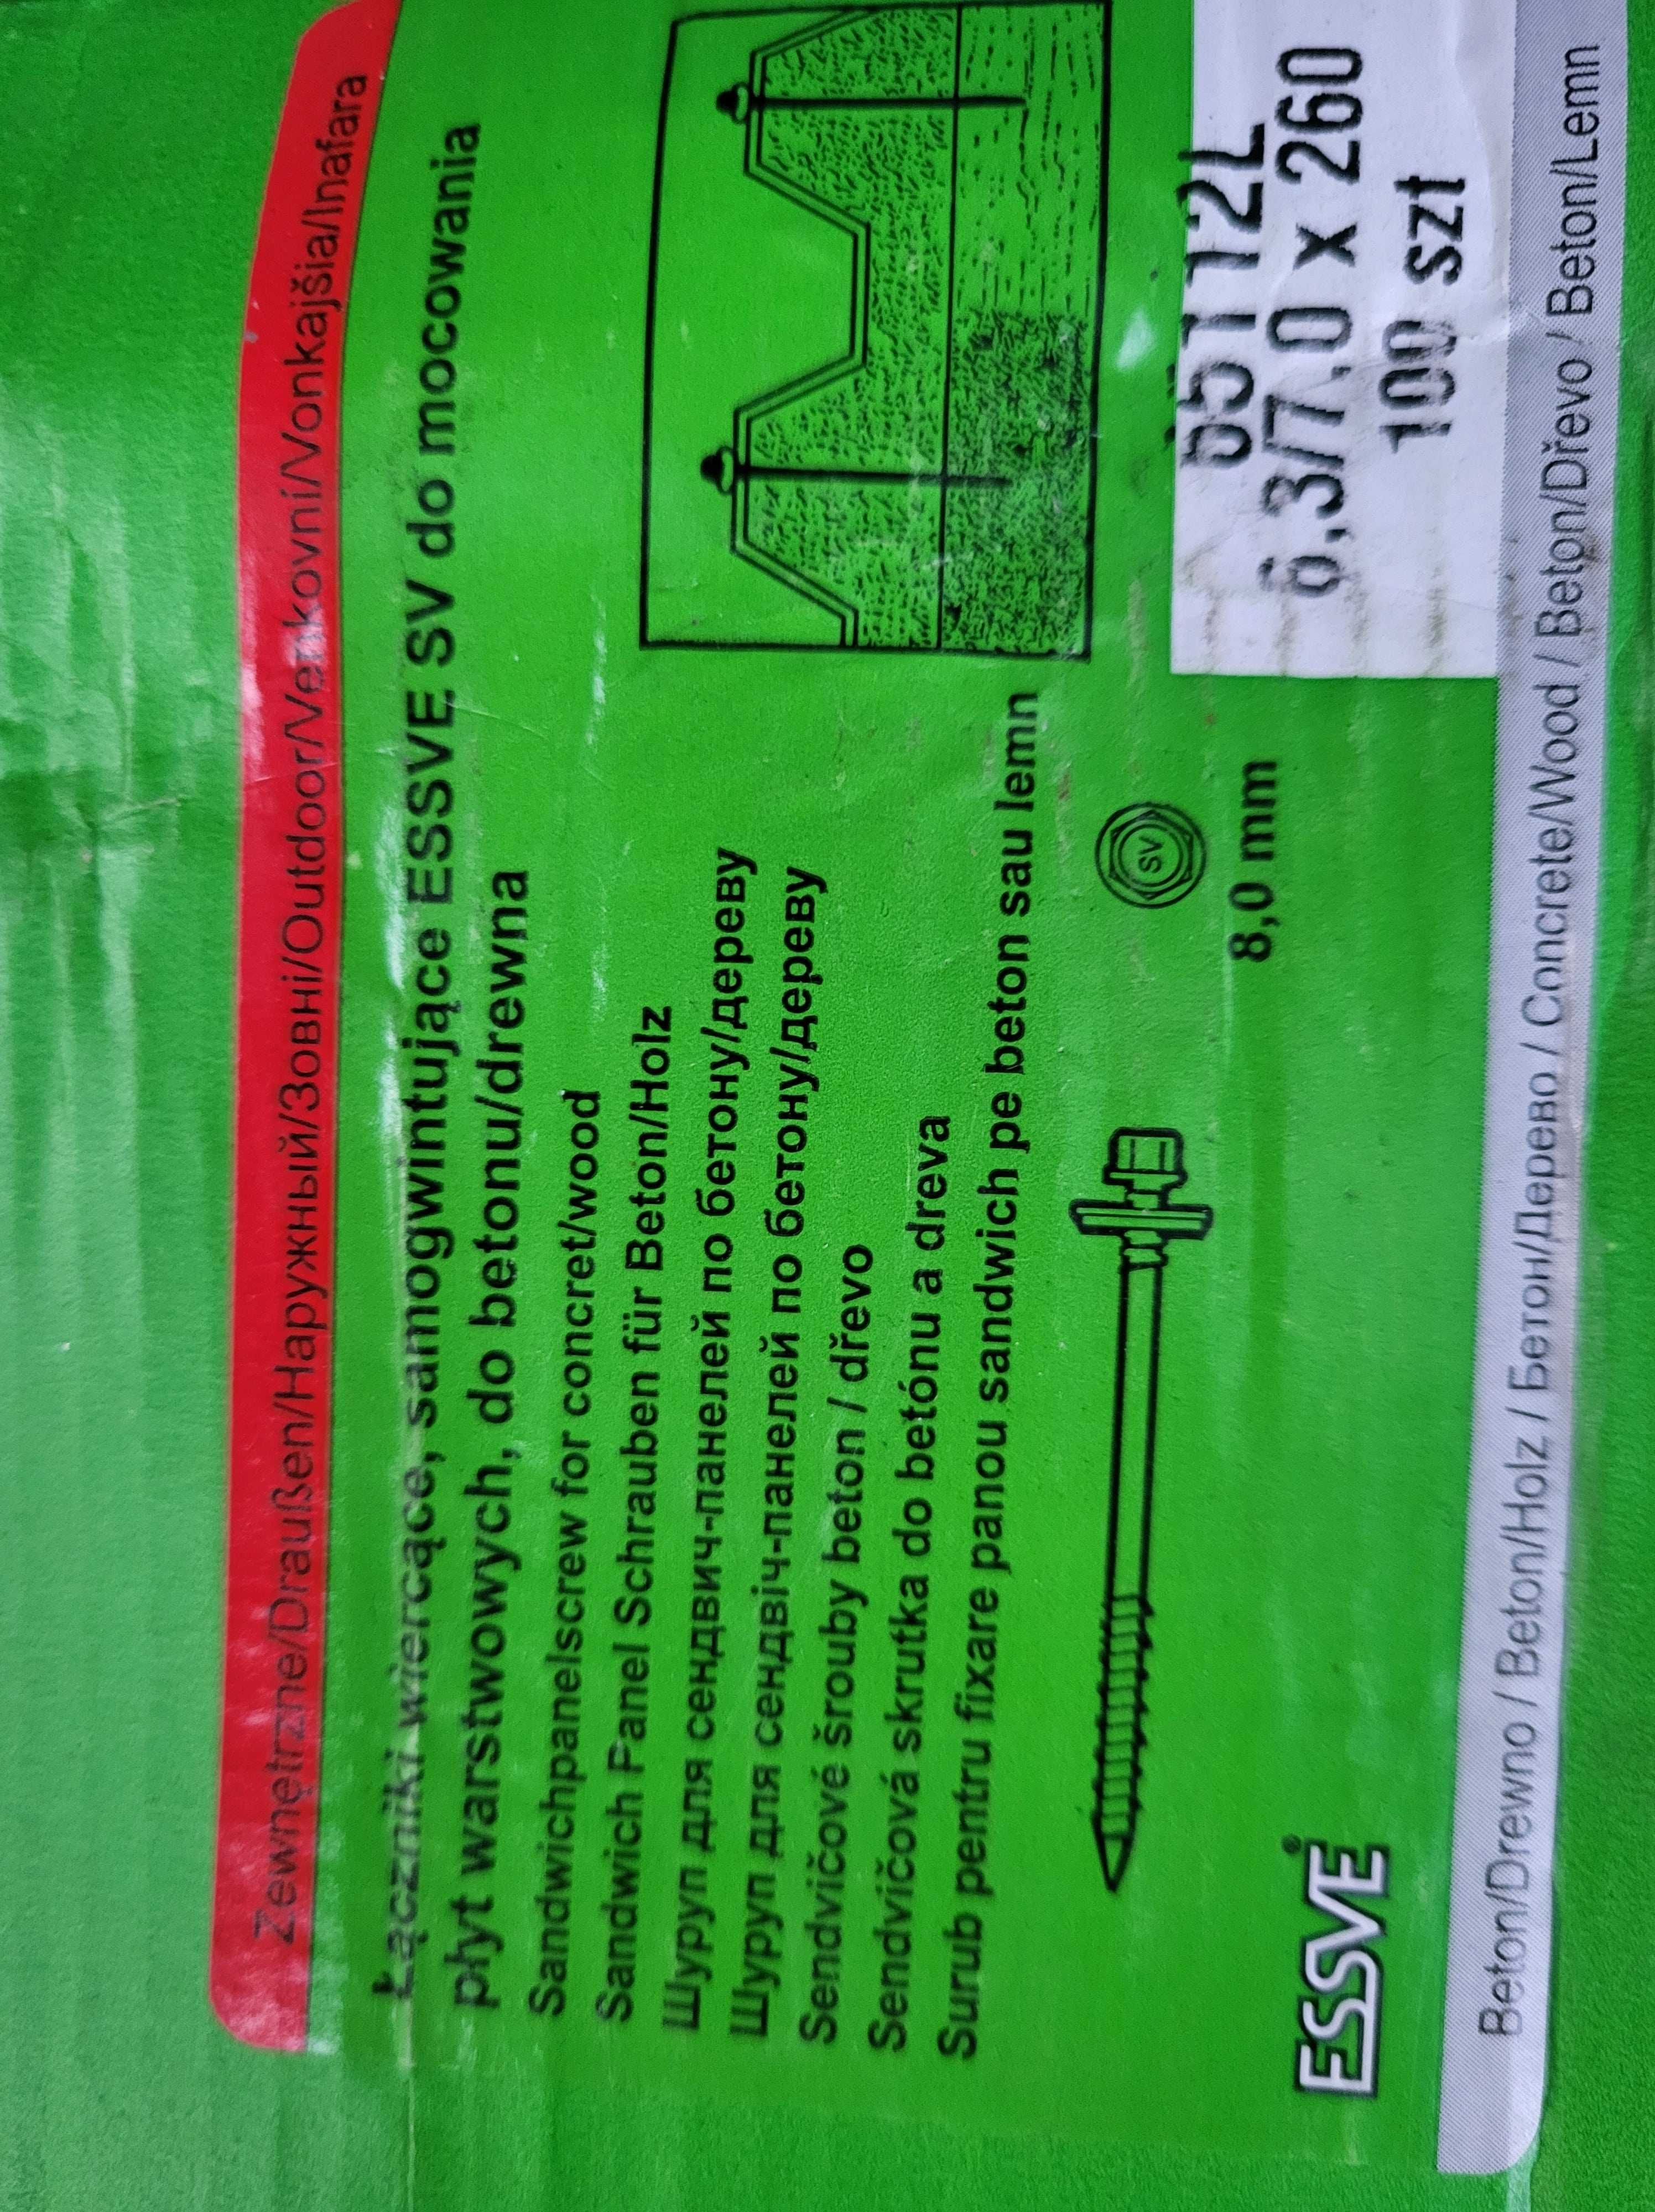 Zewnętrzne/Draußen/Наружный/Зовні/Outdoor/Venkovní/Vonkajšia/Inafara
Łączniki wiercące, samogwintujące ESSVE SV do mocowania
płyt warstwowych, do betonu/drewna
Sandwichpanelscrew for concret/wood
Sandwich Panel Schrauben für Beton/Holz
Шуруп для сендвич-панелей по бетону/дереву
Шуруп для сендвіч-панелей по бетону/дереву
Sendvičové šrouby beton / dřevo
Sendvičová skrutka do betónu a dreva
Surub pentru fixare panou sandwich pe beton sau lemn
SV
8,0 mm
6,3/7,0 x 260
100 szt
ESSVE®
Beton/Drewno / Beton/Holz / Бетон/Дерево / Concrete/Wood / Beton/Dřevo / Beton/Lemn